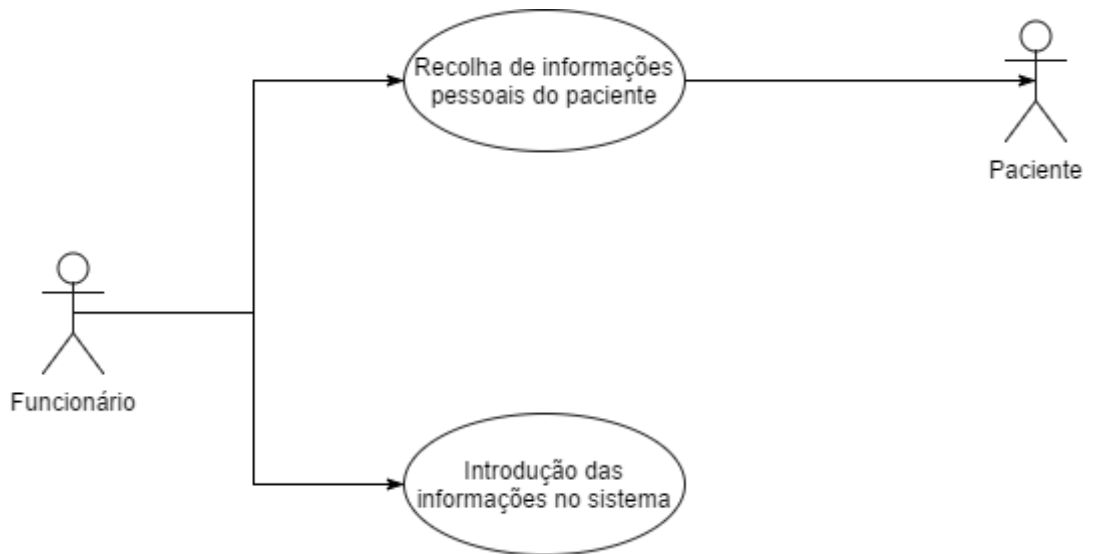 Recolha de informações
pessoais do paciente
Paciente
Funcionário
Introdução das
informações no sistema